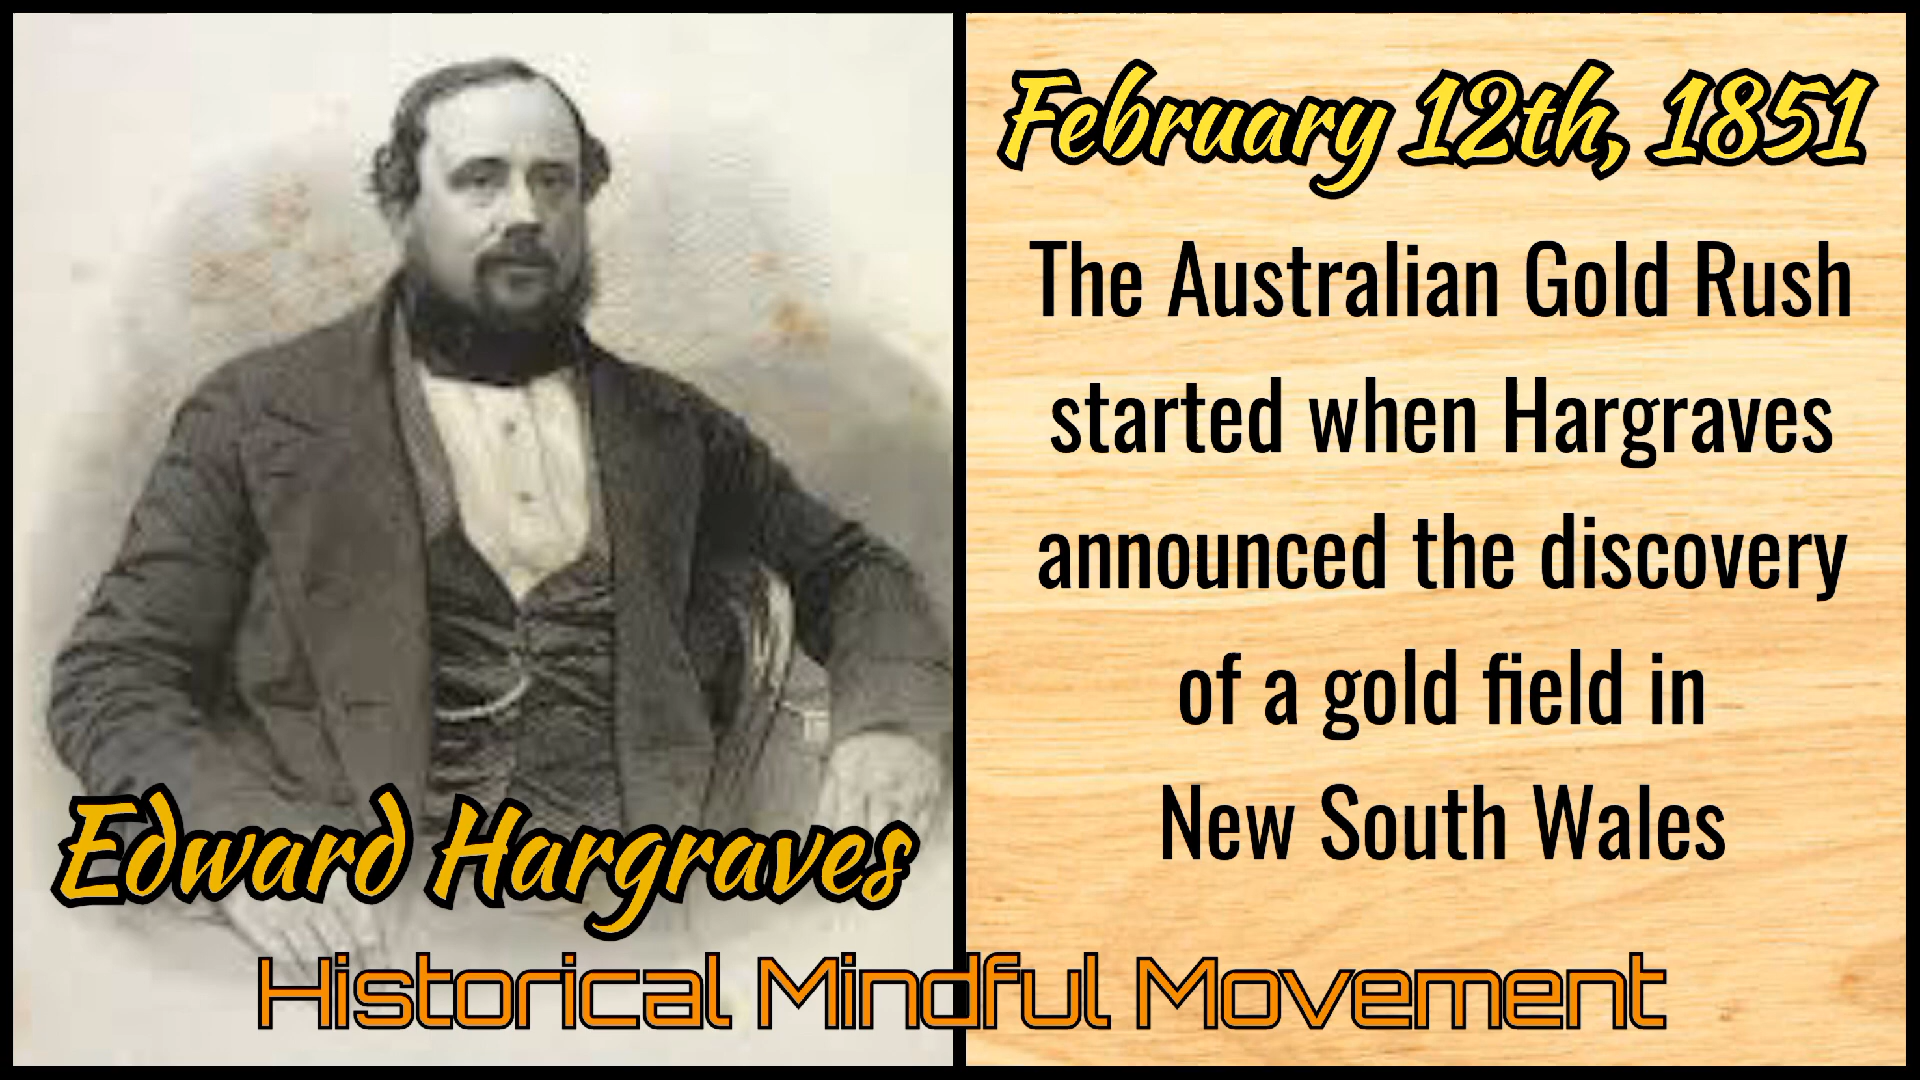 February 12th, 1851
The Australian Gold Rush
started when Hargraves
announced the discovery
of a gold field in
New South Wales
Edward Hargraves
Historical Mindful Movement